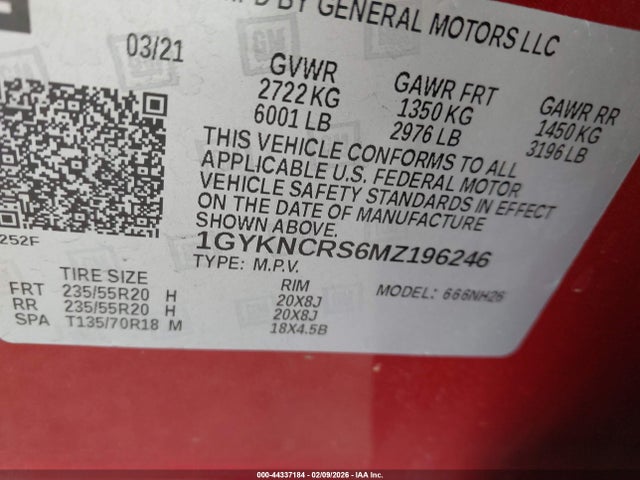 MFD BY GENERAL MOTORS LLC
03/21
GVWR GAWR FRT GAWR RR
2722 KG 1350 KG 1450 KG
6001 LB 2976 LB 3196 LB
THIS VEHICLE CONFORMS TO ALL
APPLICABLE U.S. FEDERAL MOTOR
VEHICLE SAFETY STANDARDS IN EFFECT
ON THE DATE OF MANUFACTURE
SHOWN ABOVE.
252F
1GYKNCRS6MZ196246
TYPE: M.P.V. MODEL: 666NH26
TIRE SIZE RIM
FRT 235/55R20 H 20X8J
RR 235/55R20 H 20X8J
SPA T135/70R18 M 18X4.5B
000-44337184 - 02/09/2026 - IAA Inc.